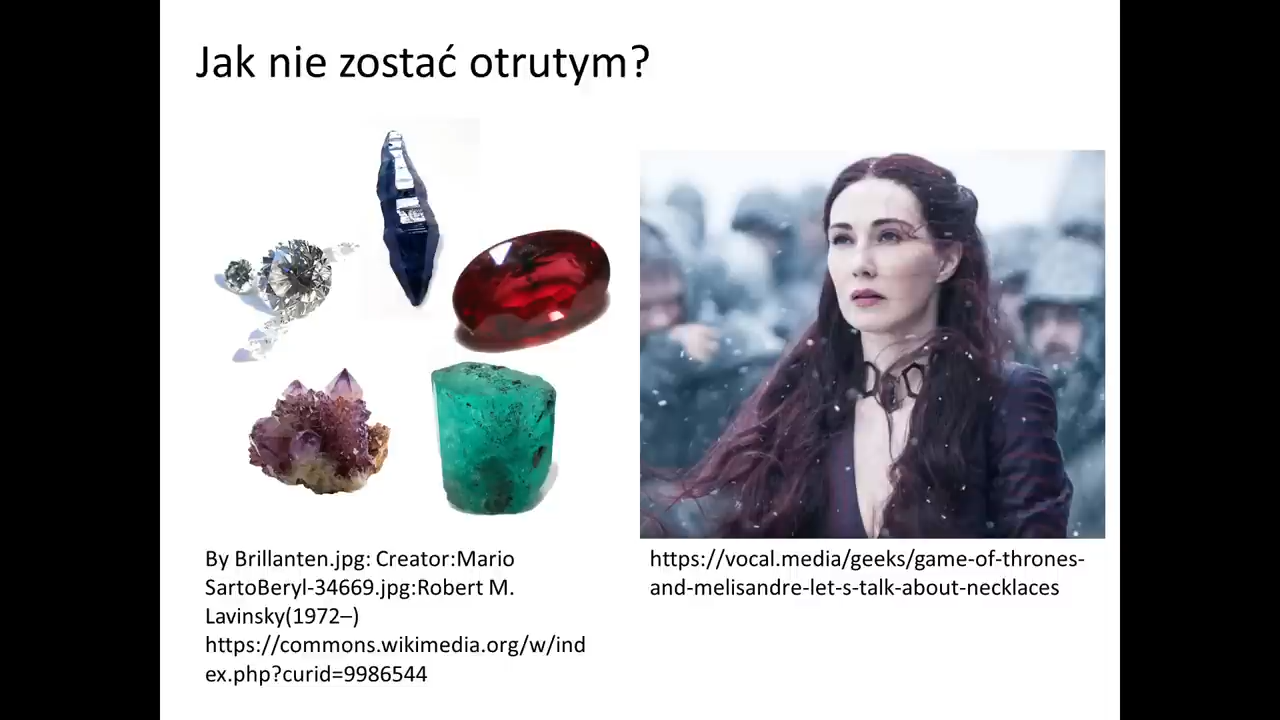 Jak nie zostać otrutym?
By Brillanten.jpg: Creator:Mario
SartoBeryl-34669.jpg:Robert M.
Lavinsky(1972–)
https://commons.wikimedia.org/w/ind
ex.php?curid=9986544
https://vocal.media/geeks/game-of-thrones-
and-melisandre-let-s-talk-about-necklaces